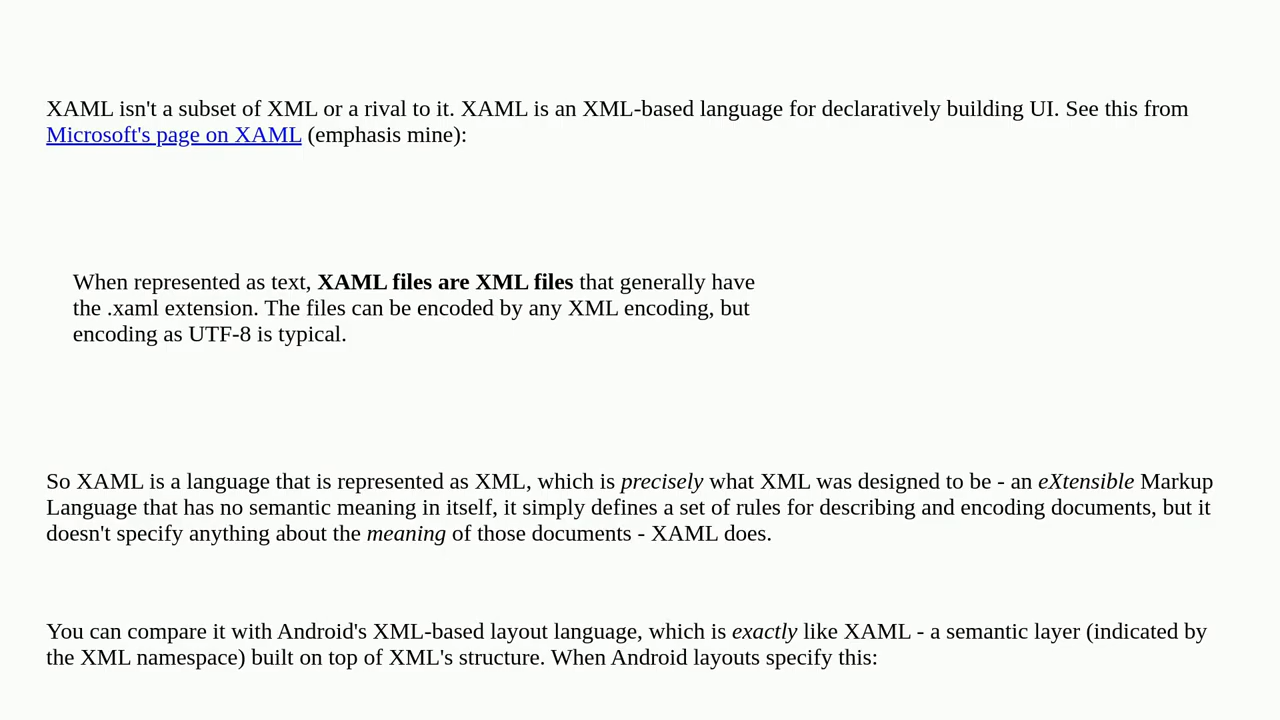 XAML isn't a subset of XML or a rival to it. XAML is an XML-based language for declaratively building UI. See this from
Microsoft's page on XAML (emphasis mine):
When represented as text, XAML files are XML files that generally have
the .xaml extension. The files can be encoded by any XML encoding, but
encoding as UTF-8 is typical.
So XAML is a language that is represented as XML, which is precisely what XML was designed to be - an eXtensible Markup
Language that has no semantic meaning in itself, it simply defines a set of rules for describing and encoding documents, but it
doesn't specify anything about the meaning of those documents - XAML does.
You can compare it with Android's XML-based layout language, which is exactly like XAML - a semantic layer (indicated by
the XML namespace) built on top of XML's structure. When Android layouts specify this: